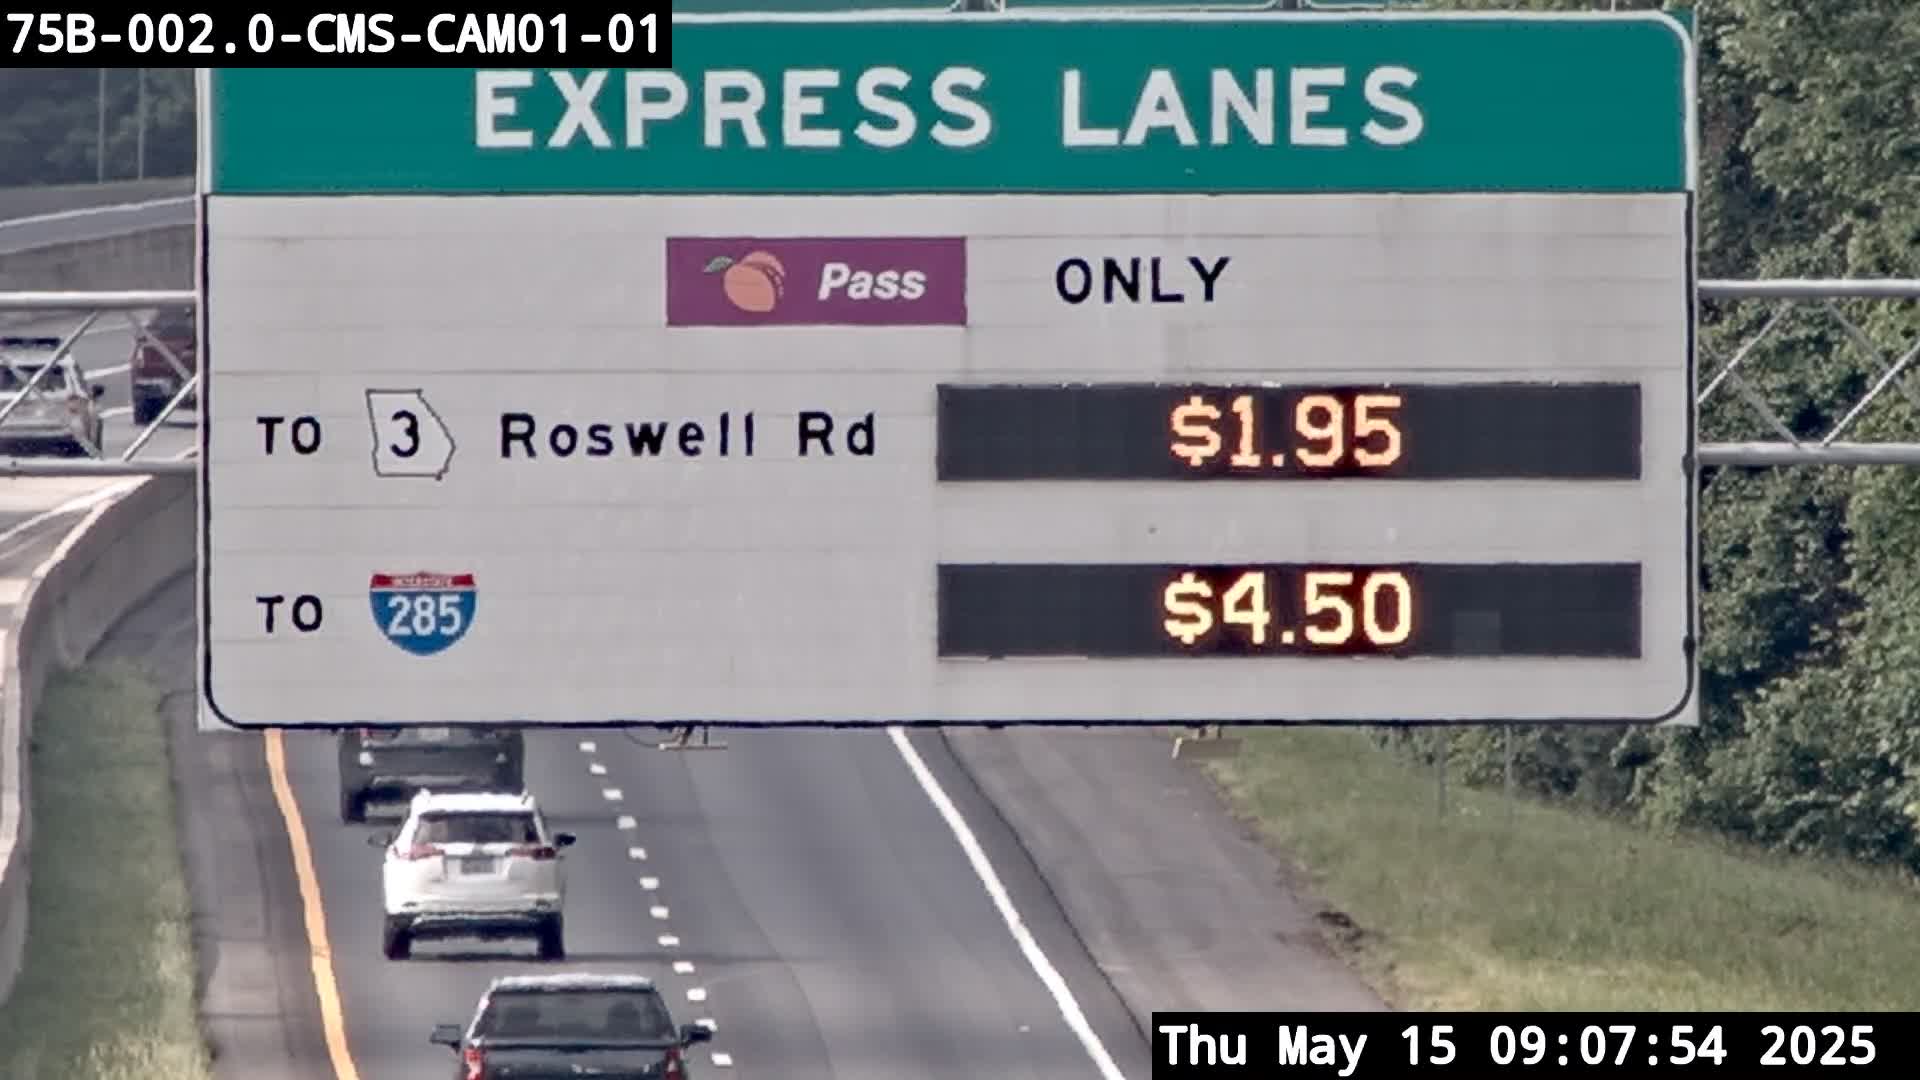 75B-002.0-CMS-CAM01-01
EXPRESS LANES
Pass ONLY
TO 3 Roswell Rd $1.95
TO INTERSTATE 285 $4.50
Thu May 15 09:07:54 2025